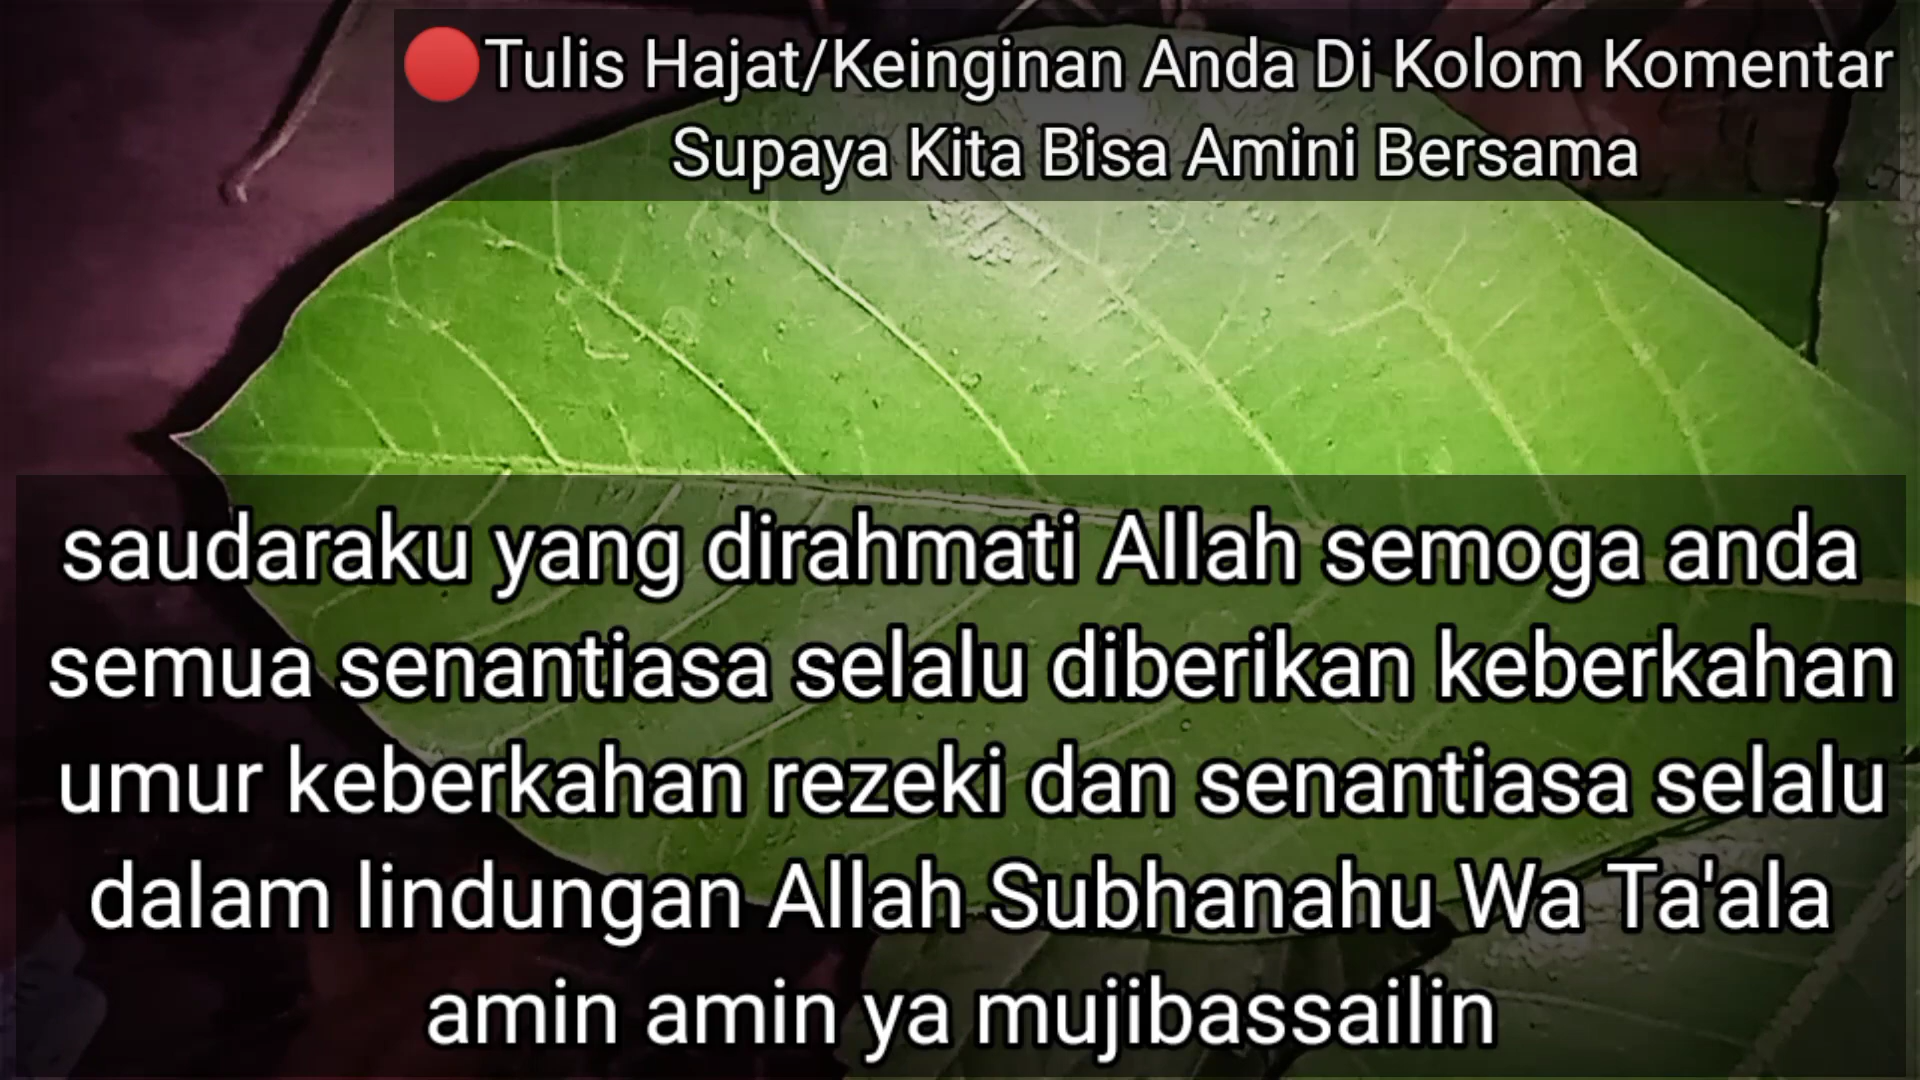 🔴Tulis Hajat/Keinginan Anda Di Kolom Komentar
Supaya Kita Bisa Amini Bersama
saudaraku yang dirahmati Allah semoga anda
semua senantiasa selalu diberikan keberkahan
umur keberkahan rezeki dan senantiasa selalu
dalam lindungan Allah Subhanahu Wa Ta'ala
amin amin ya mujibassailin